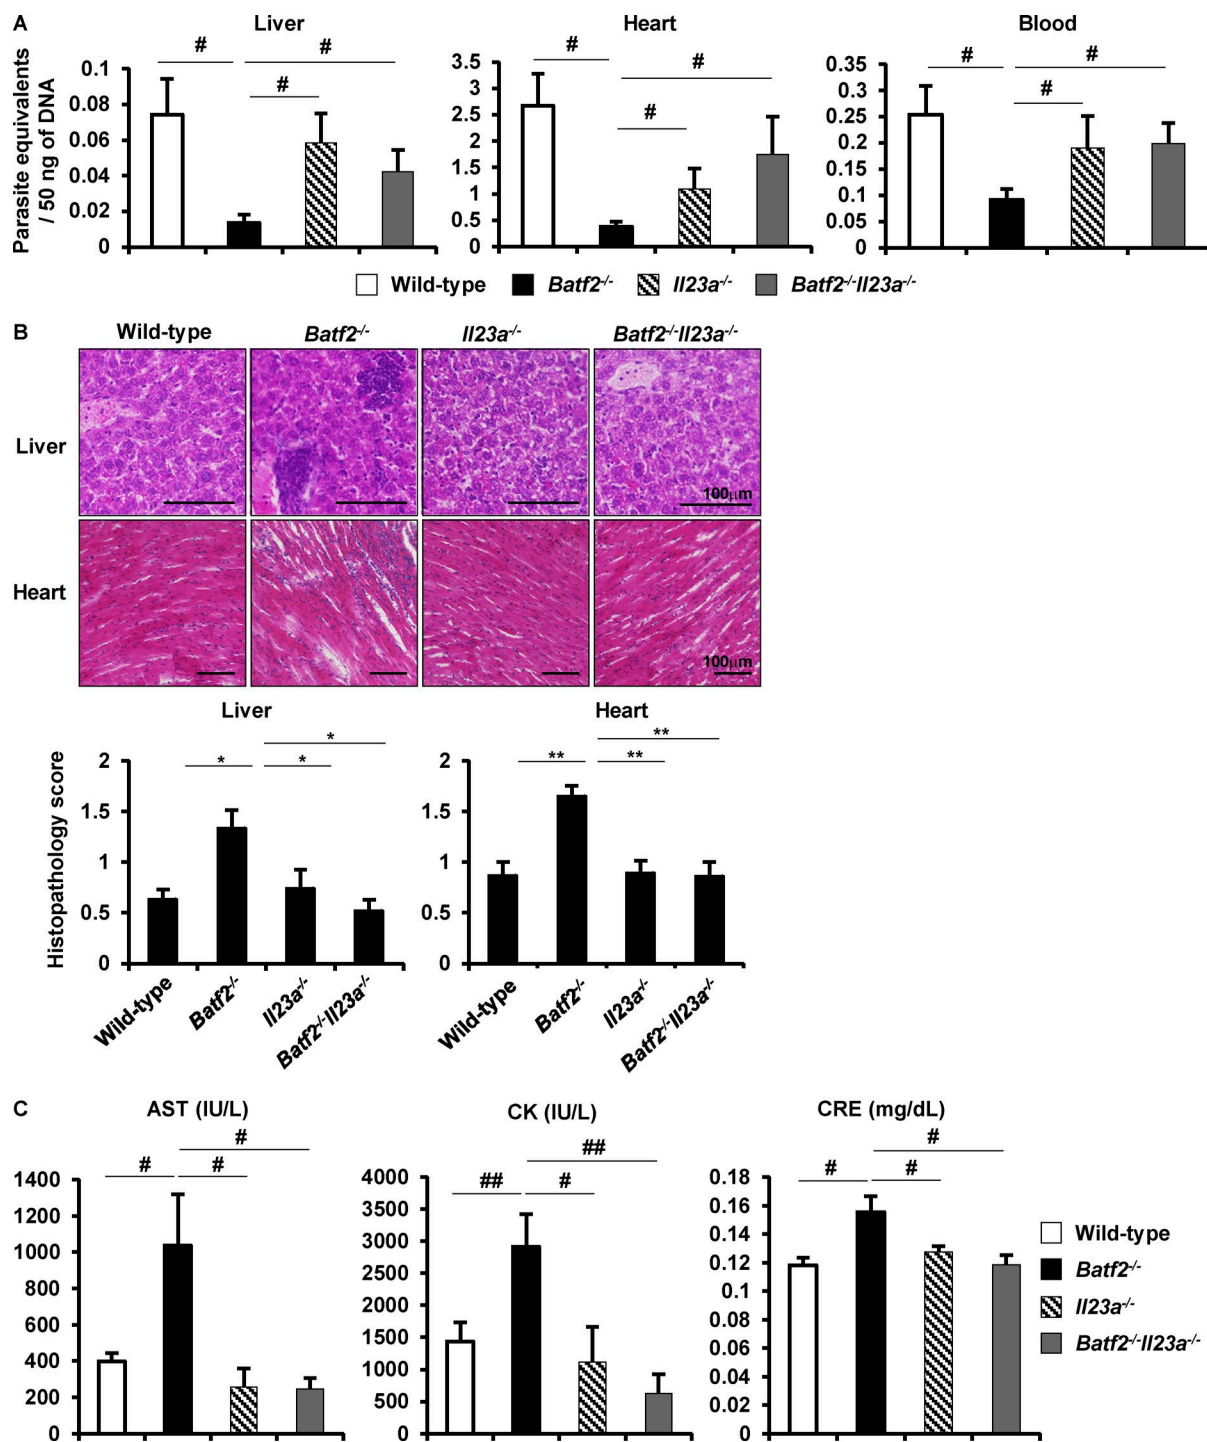 A
Liver
Heart
Blood
# # #
# # #
# # #
Parasite equivalents
/ 50 ng of DNA
0.1
0.08
0.06
0.04
0.02
0
3.5
3
2.5
2
1.5
1
0.5
0
0.35
0.3
0.25
0.2
0.15
0.1
0.05
0
Wild-type Batf2-/- Il23a-/- Batf2-/-Il23a-/-
B
Wild-type Batf2-/- Il23a-/- Batf2-/-Il23a-/-
Liver
100μm
Heart
100μm
Liver
Heart
* * *
** ** **
Histopathology score
2
1.5
1
0.5
0
2
1.5
1
0.5
0
Wild-type
Batf2-/-
Il23a-/-
Batf2-/-Il23a-/-
Wild-type
Batf2-/-
Il23a-/-
Batf2-/-Il23a-/-
C
AST (IU/L)
CK (IU/L)
CRE (mg/dL)
# # #
## # ##
# # #
1400
1200
1000
800
600
400
200
0
4000
3500
3000
2500
2000
1500
1000
500
0
0.18
0.16
0.14
0.12
0.1
0.08
0.06
0.04
0.02
0
Wild-type
Batf2-/-
Il23a-/-
Batf2-/-Il23a-/-